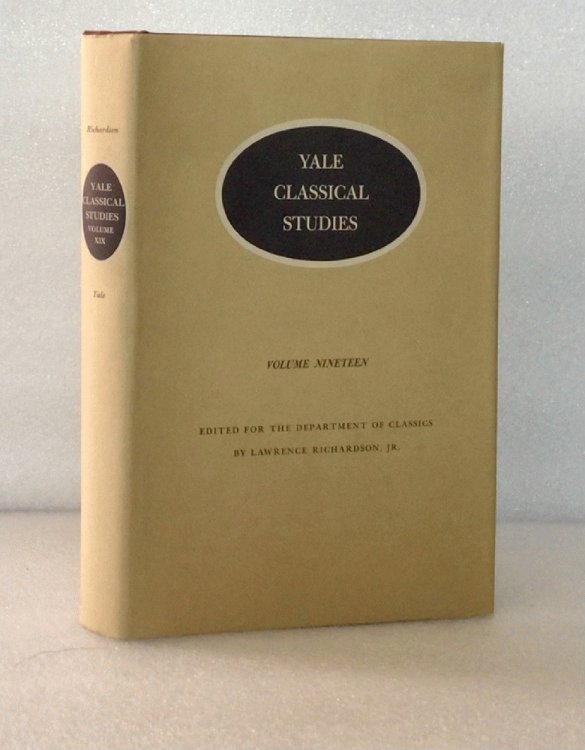 Richardson
YALE
CLASSICAL
STUDIES
VOLUME
XIX
Yale
YALE
CLASSICAL
STUDIES
VOLUME NINETEEN
EDITED FOR THE DEPARTMENT OF CLASSICS
BY LAWRENCE RICHARDSON, JR.